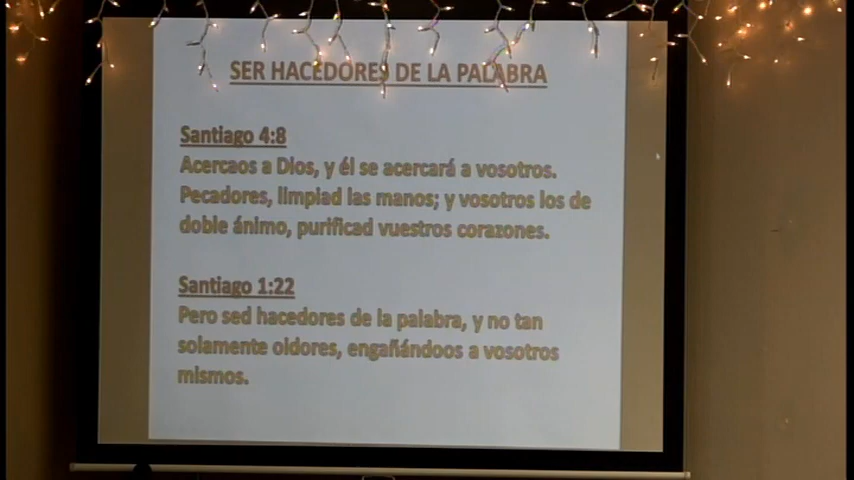 SER HACEDORES DE LA PALABRA
Santiago 4:8
Acercaos a Dios, y él se acercará a vosotros.
Pecadores, limpiad las manos; y vosotros los de
doble ánimo, purificad vuestros corazones.
Santiago 1:22
Pero sed hacedores de la palabra, y no tan
solamente oidores, engañándoos a vosotros
mismos.